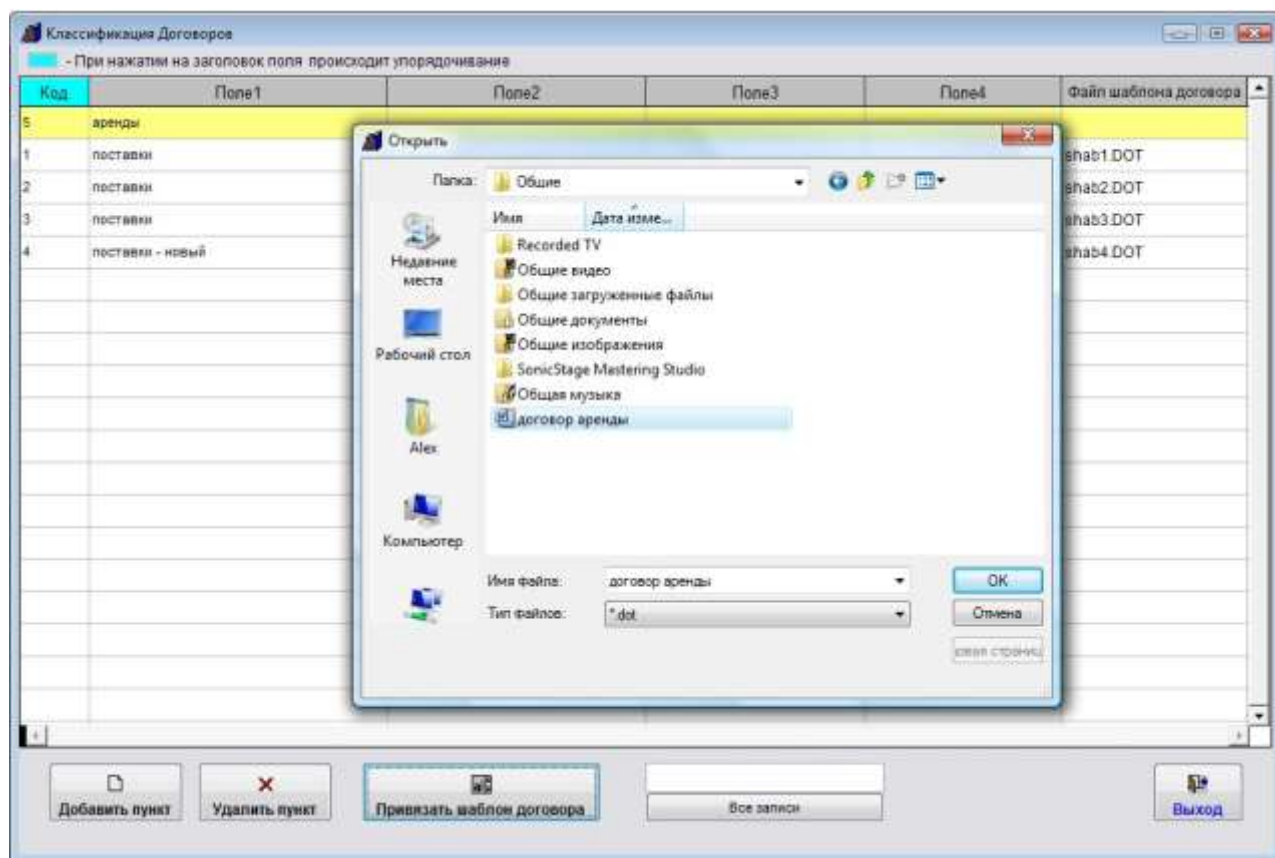 Классификация Договоров
- При нажатии на заголовок поля происходит упорядочивание
Код Поле1 Поле2 Поле3 Поле4 Файл шаблона договора
5 аренды
1 поставки shab1.DOT
2 поставки shab2.DOT
3 поставки shab3.DOT
4 поставки - новый shab4.DOT
Открыть
Папка: Общие
Имя Дата изме...
Recorded TV
Общие видео
Общие загруженные файлы
Общие документы
Общие изображения
SonicStage Mastering Studio
Общая музыка
договор аренды
Недавние места
Рабочий стол
Alex
Компьютер
Имя файла: договор аренды OK
Тип файлов: *.dot Отмена
Добавить пункт Удалить пункт Привязать шаблон договора Все записи Выход